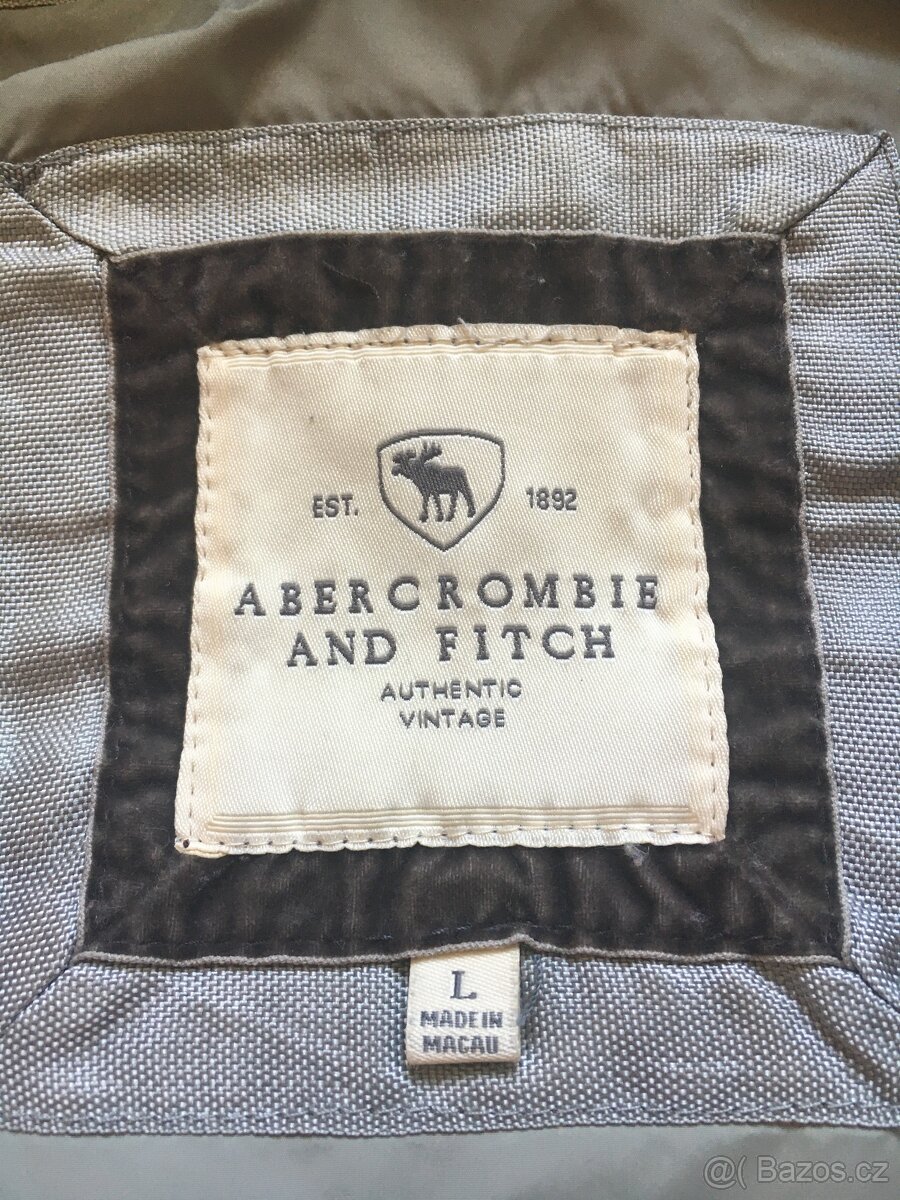 EST. 1892
ABERCROMBIE
AND FITCH
AUTHENTIC
VINTAGE
L
MADE IN
MACAU
@( Bazos.cz